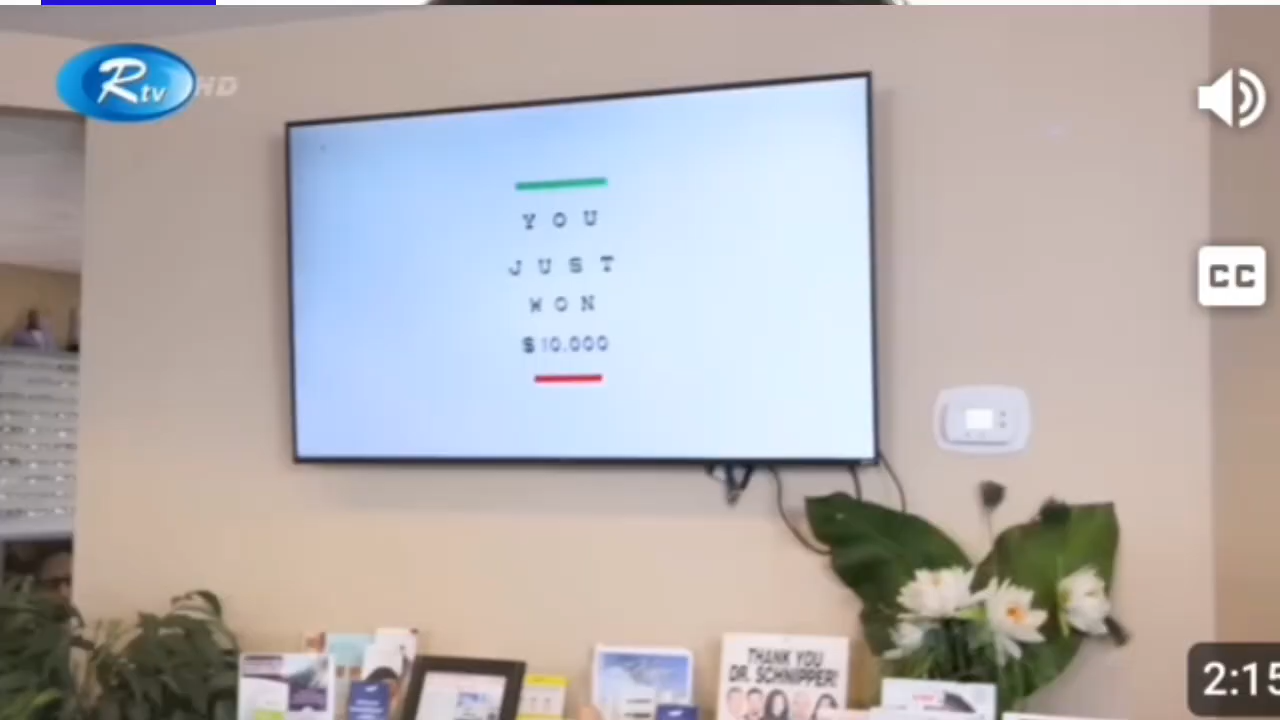 Rtv HD
YOU
JUST
WON
$10.000
CC
THANK YOU
DR. SCHNIPPER!
2:15